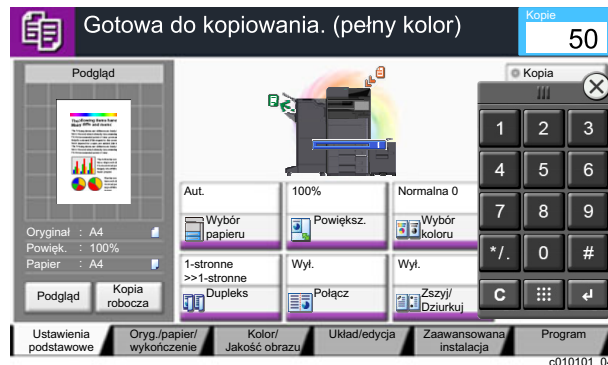 Gotowa do kopiowania. (pełny kolor)
Kopie
50
Podgląd
Kopia
Oryginał : A4
Powięk. : 100%
Papier : A4
Podgląd
Kopia
robocza
Aut.
Wybór
papieru
100%
Powiększ.
Normalna 0
Wybór
koloru
1-stronne
>>1-stronne
Dupleks
Wył.
Połącz
Wył.
Zszyj/
Dziurkuj
1 2 3
4 5 6
7 8 9
*/. 0 #
C
Ustawienia
podstawowe
Oryg./papier/
wykończenie
Kolor/
Jakość obrazu
Układ/edycja
Zaawansowana
instalacja
Program